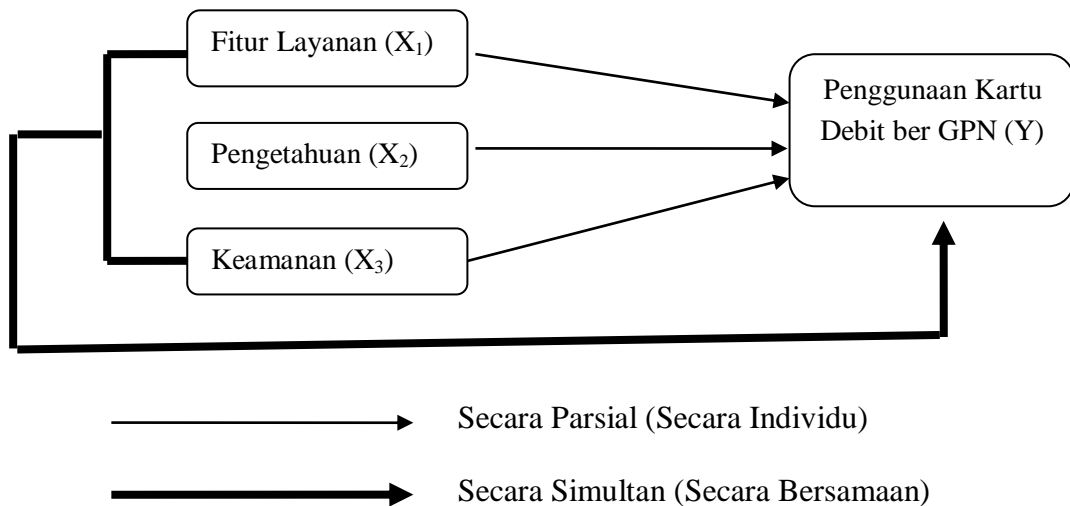 Fitur Layanan (X₁)
Penggunaan Kartu
Debit ber GPN (Y)
Pengetahuan (X₂)
Keamanan (X₃)
Secara Parsial (Secara Individu)
Secara Simultan (Secara Bersamaan)